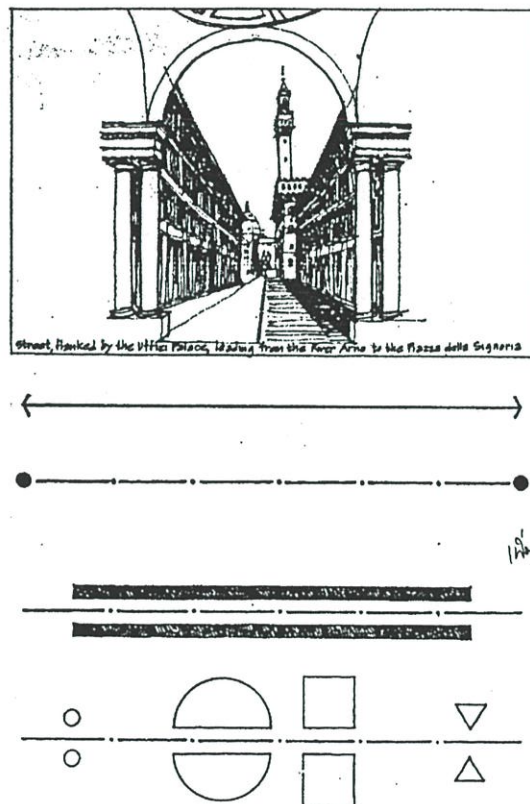 Street, flanked by the Uffizi Palace, leading from the River Arno to the Piazza della Signoria